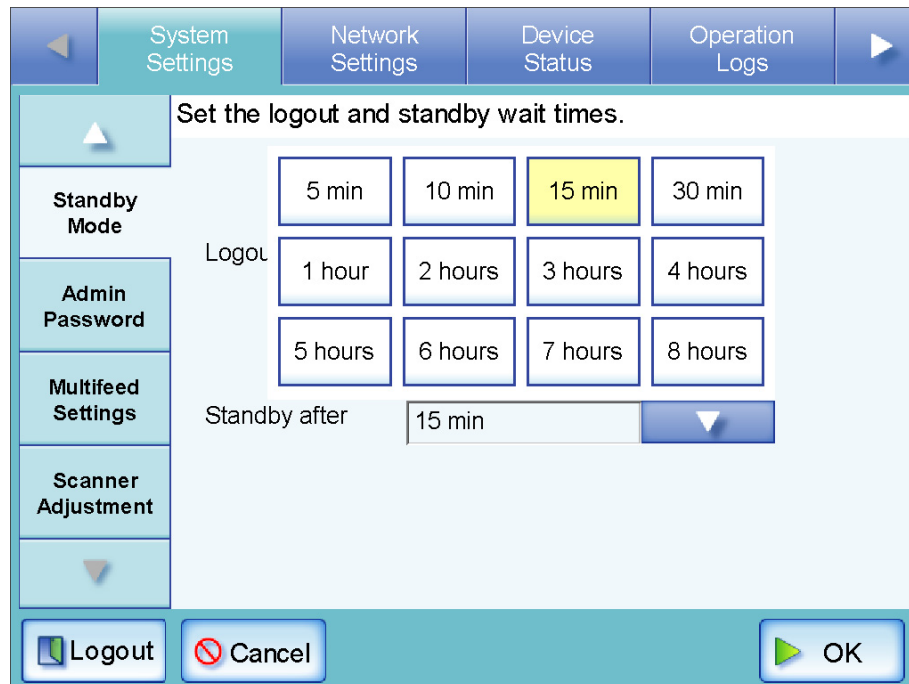 System Settings
Network Settings
Device Status
Operation Logs
Set the logout and standby wait times.
Standby Mode
Admin Password
Multifeed Settings
Scanner Adjustment
5 min 10 min 15 min 30 min
Logou
1 hour 2 hours 3 hours 4 hours
5 hours 6 hours 7 hours 8 hours
Standby after 15 min
Logout Cancel OK